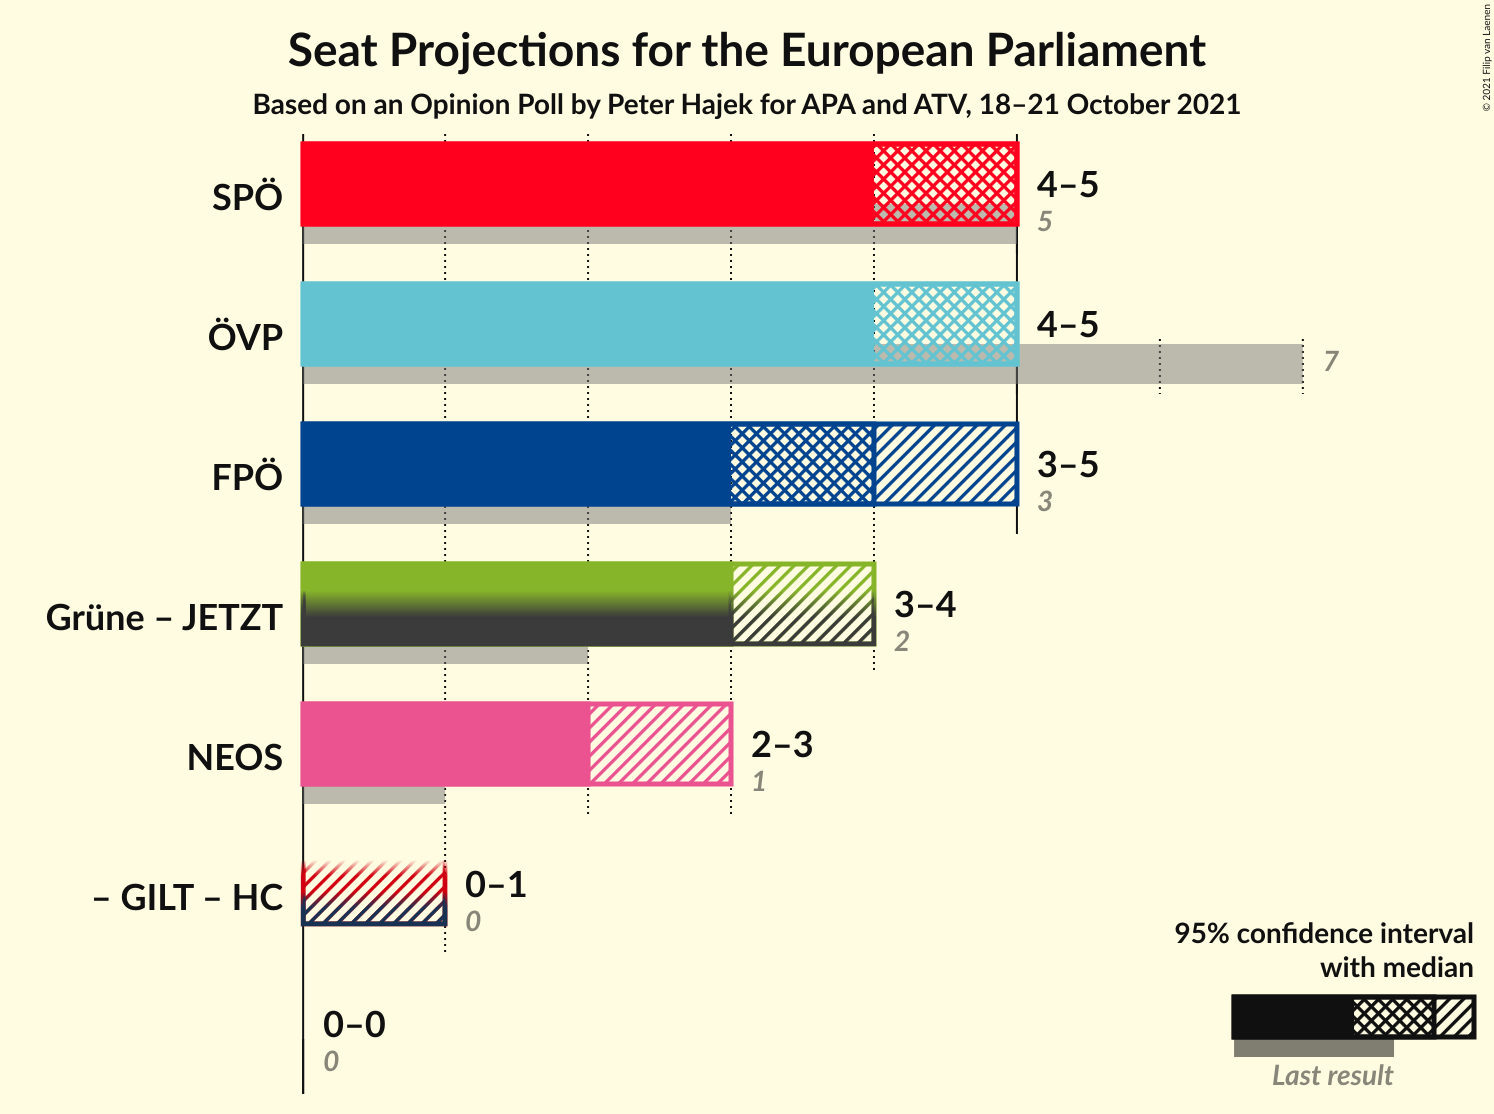 Seat Projections for the European Parliament
Based on an Opinion Poll by Peter Hajek for APA and ATV, 18–21 October 2021
© 2021 Filip van Laenen
SPÖ
4–5
5
ÖVP
4–5
7
FPÖ
3–5
3
Grüne – JETZT
3–4
2
NEOS
2–3
1
– GILT – HC
0–1
0
0–0
0
95% confidence interval
with median
Last result